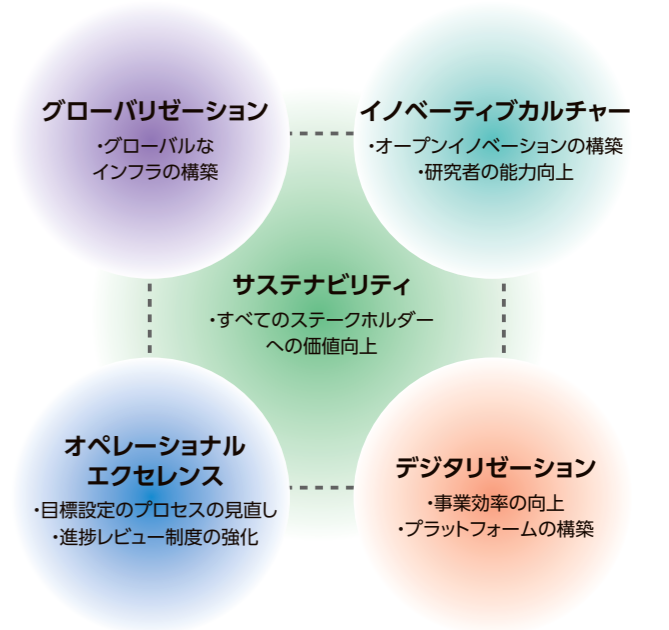 グローバリゼーション
・グローバルな
インフラの構築
イノベーティブカルチャー
・オープンイノベーションの構築
・研究者の能力向上
サステナビリティ
・すべてのステークホルダー
への価値向上
オペレーショナル
エクセレンス
・目標設定のプロセスの見直し
・進捗レビュー制度の強化
デジタリゼーション
・事業効率の向上
・プラットフォームの構築